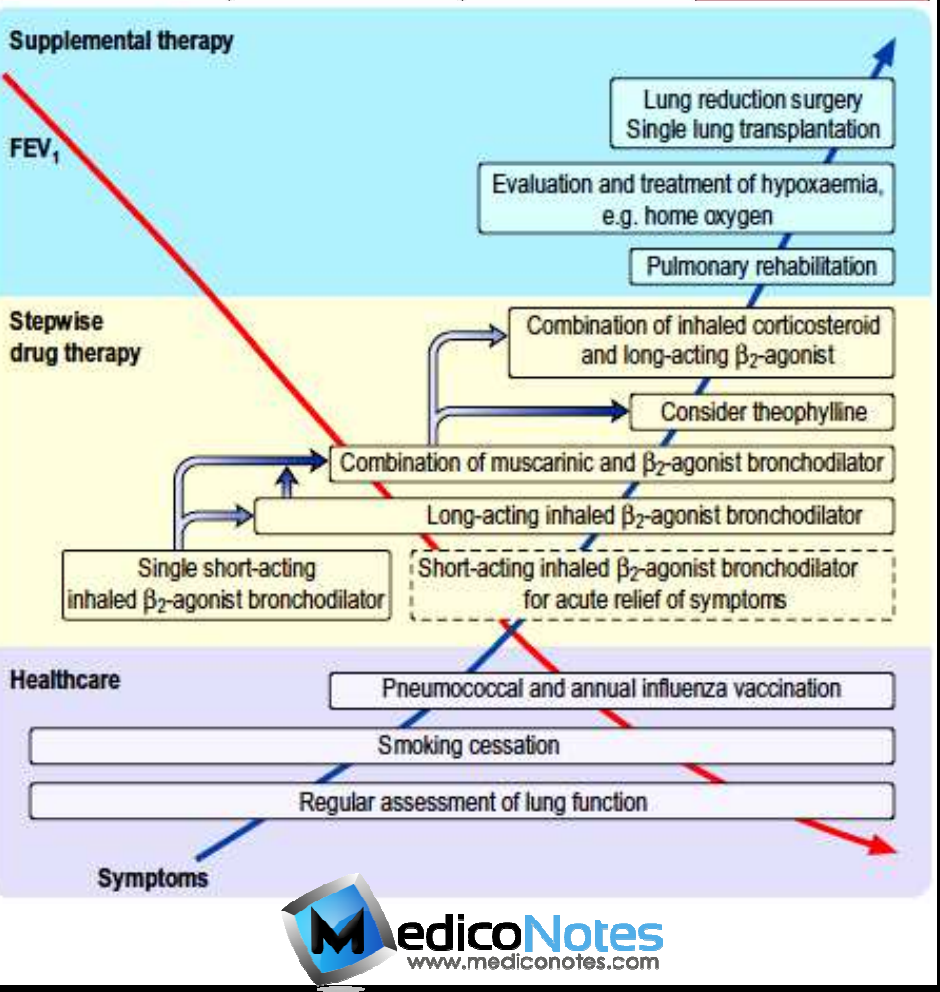 Supplemental therapy
FEV1
Lung reduction surgery
Single lung transplantation
Evaluation and treatment of hypoxaemia,
e.g. home oxygen
Pulmonary rehabilitation
Stepwise
drug therapy
Combination of inhaled corticosteroid
and long-acting β2-agonist
Consider theophylline
Combination of muscarinic and β2-agonist bronchodilator
Long-acting inhaled β2-agonist bronchodilator
Single short-acting
inhaled β2-agonist bronchodilator
Short-acting inhaled β2-agonist bronchodilator
for acute relief of symptoms
Healthcare
Pneumococcal and annual influenza vaccination
Smoking cessation
Regular assessment of lung function
Symptoms
MedicoNotes
www.mediconotes.com